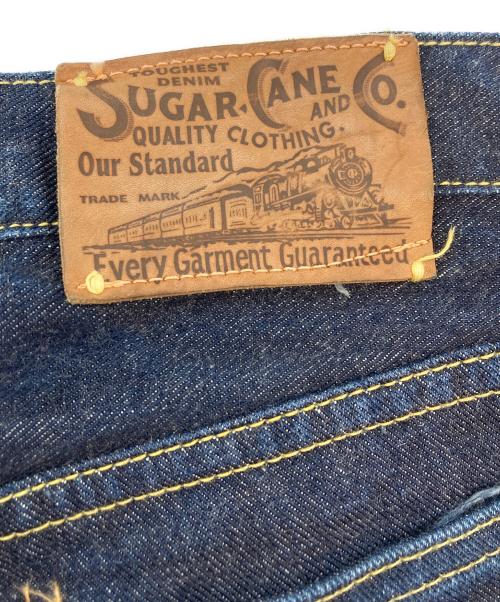 TOUGHEST
DENIM
SUGAR CANE AND CO.
QUALITY CLOTHING.
Our Standard
TRADE MARK
Every Garment Guaranteed